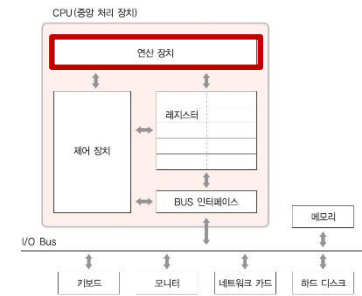 CPU(중앙 처리 장치)
연산 장치
레지스터
제어 장치
BUS 인터페이스
메모리
I/O Bus
키보드
모니터
네트워크 카드
하드 디스크